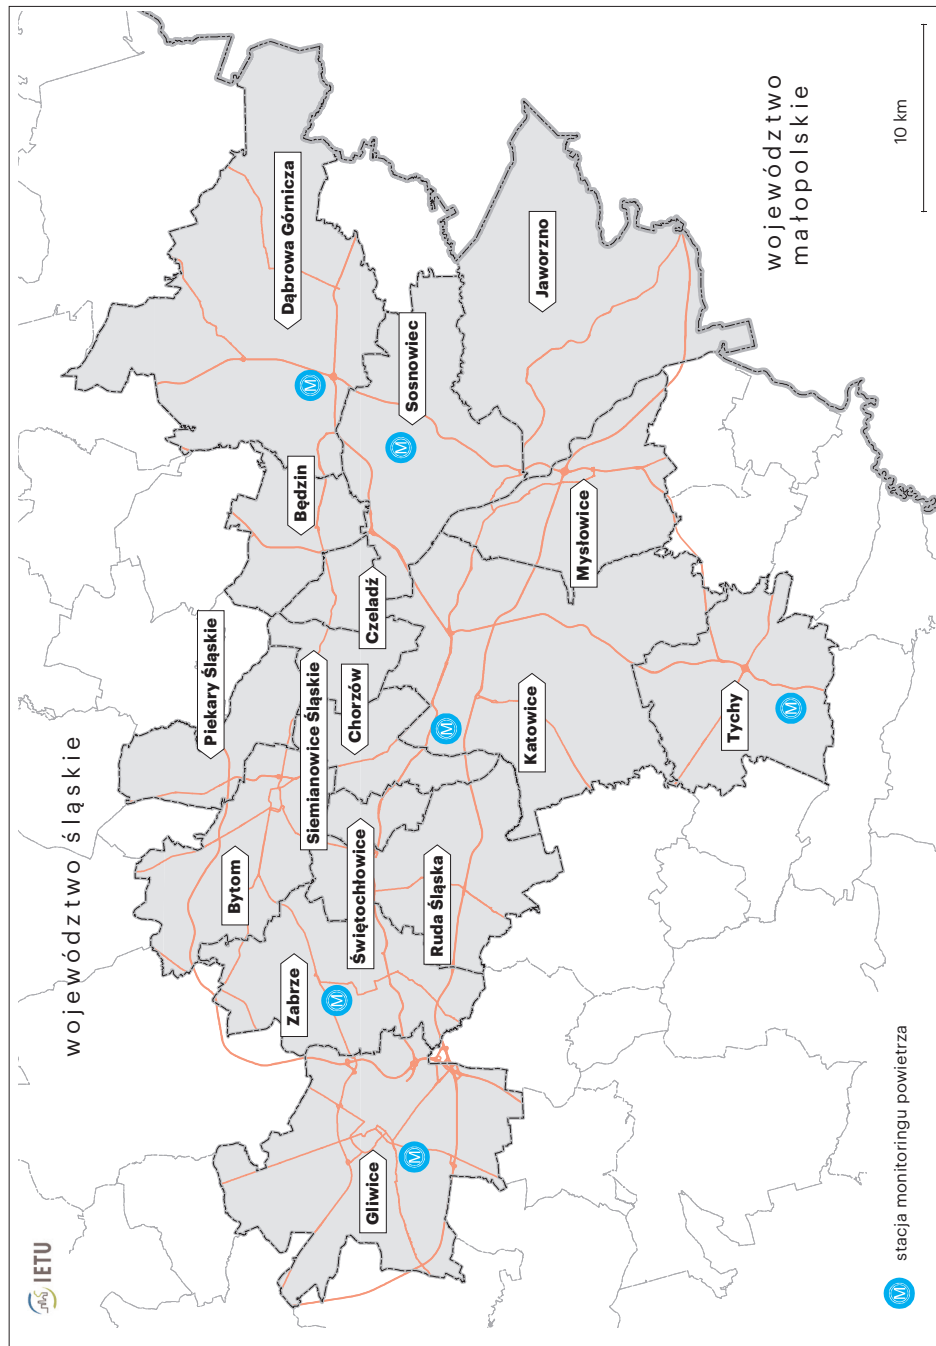 IETU
województwo śląskie
Gliwice
Zabrze
Bytom
Piekary Śląskie
Świętochłowice
Ruda Śląska
Siemianowice Śląskie
Chorzów
Katowice
Czeladź
Będzin
Sosnowiec
Dąbrowa Górnicza
Mysłowice
Jaworzno
Tychy
województwo
małopolskie
M
M
M
M
M
M
M
stacja monitoringu powietrza
10 km